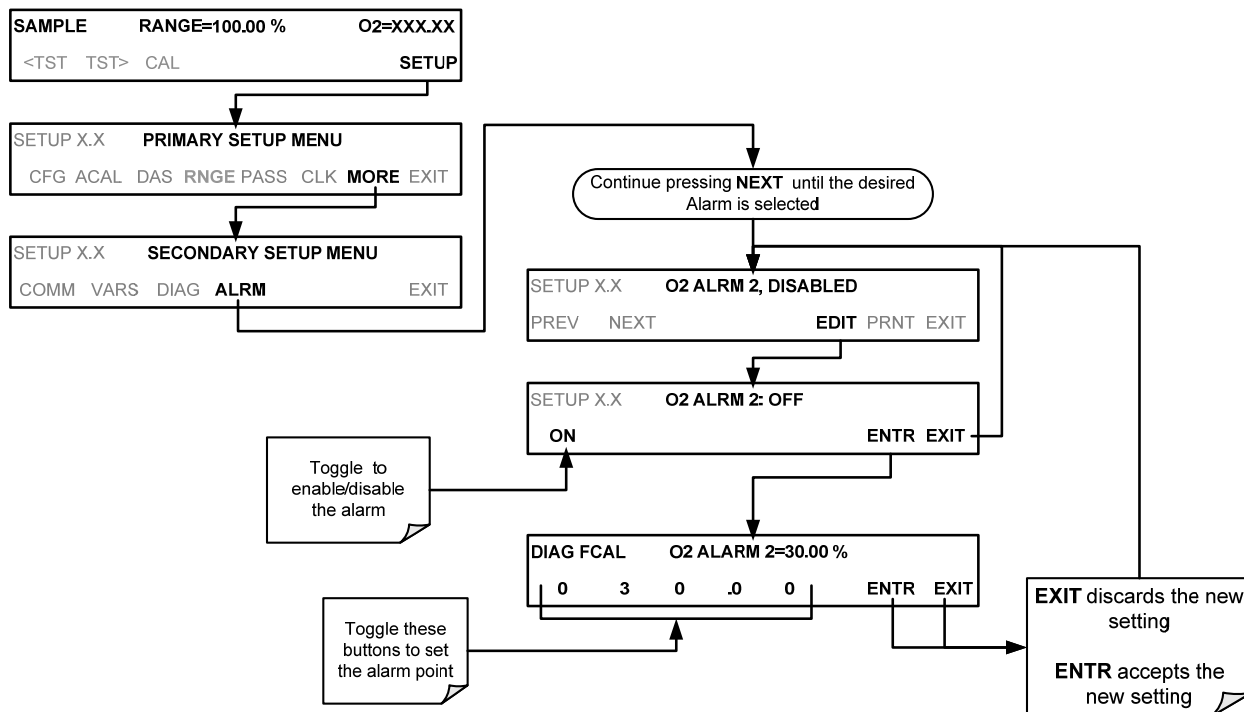 SAMPLE RANGE=100.00 % O2=XXX.XX
<TST TST> CAL SETUP
SETUP X.X PRIMARY SETUP MENU
CFG ACAL DAS RNGE PASS CLK MORE EXIT
SETUP X.X SECONDARY SETUP MENU
COMM VARS DIAG ALRM EXIT
Continue pressing NEXT until the desired
Alarm is selected
SETUP X.X O2 ALRM 2, DISABLED
PREV NEXT EDIT PRNT EXIT
SETUP X.X O2 ALRM 2: OFF
ON ENTR EXIT
Toggle to
enable/disable
the alarm
DIAG FCAL O2 ALARM 2=30.00 %
0 3 0 .0 0 ENTR EXIT
Toggle these
buttons to set
the alarm point
EXIT discards the new
setting
ENTR accepts the
new setting